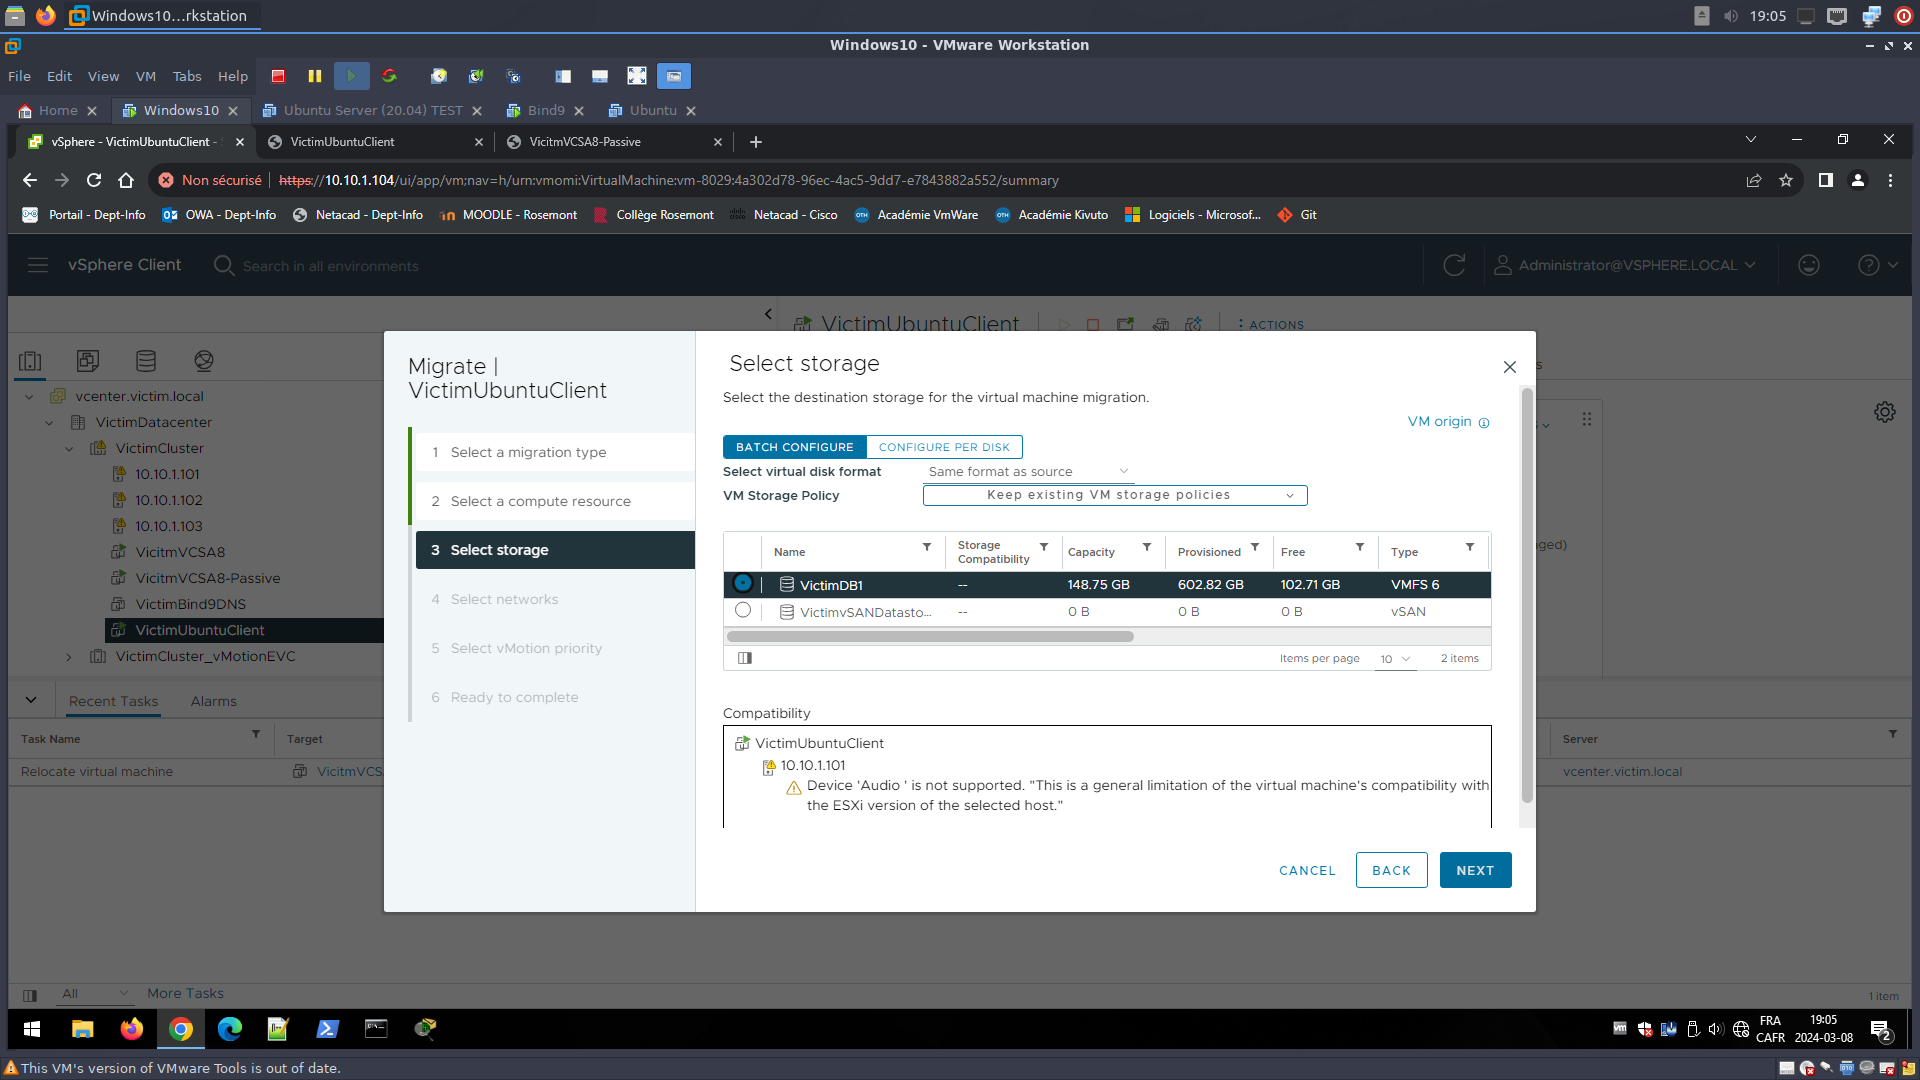 Windows10...rkstation
19:05
Windows10 - VMware Workstation
File Edit View VM Tabs Help
Home Windows10 Ubuntu Server (20.04) TEST Bind9 Ubuntu
vSphere - VictimUbuntuClient - VictimUbuntuClient VicitmVCSA8-Passive
Non sécurisé https://10.10.1.104/ui/app/vm;nav=h/urn:vmomi:VirtualMachine:vm-8029:4a302d78-96ec-4ac5-9dd7-e7843882a552/summary
Portail - Dept-Info OWA - Dept-Info Netacad - Dept-Info MOODLE - Rosemont Collège Rosemont Netacad - Cisco Académie VmWare Académie Kivuto Logiciels - Microsof... Git
vSphere Client Search in all environments Administrator@VSPHERE.LOCAL
VictimUbuntuClient ACTIONS
vcenter.victim.local
VictimDatacenter
VictimCluster
10.10.1.101
10.10.1.102
10.10.1.103
VicitmVCSA8
VicitmVCSA8-Passive
VictimBind9DNS
VictimUbuntuClient
VictimCluster_vMotionEVC
Migrate |
VictimUbuntuClient
1 Select a migration type
2 Select a compute resource
3 Select storage
4 Select networks
5 Select vMotion priority
6 Ready to complete
Select storage
Select the destination storage for the virtual machine migration.
VM origin
BATCH CONFIGURE CONFIGURE PER DISK
Select virtual disk format Same format as source
VM Storage Policy Keep existing VM storage policies
Name Storage Compatibility Capacity Provisioned Free Type
VictimDB1 -- 148.75 GB 602.82 GB 102.71 GB VMFS 6
VictimvSANDatasto... -- 0 B 0 B 0 B vSAN
Items per page 10 2 items
Compatibility
VictimUbuntuClient
10.10.1.101
Device 'Audio ' is not supported. "This is a general limitation of the virtual machine's compatibility with
the ESXi version of the selected host."
CANCEL BACK NEXT
aged)
Recent Tasks Alarms
Task Name Target Server
Relocate virtual machine VicitmVCS vcenter.victim.local
All More Tasks 1 item
FRA
CAFR
19:05
2024-03-08
2
This VM's version of VMware Tools is out of date.